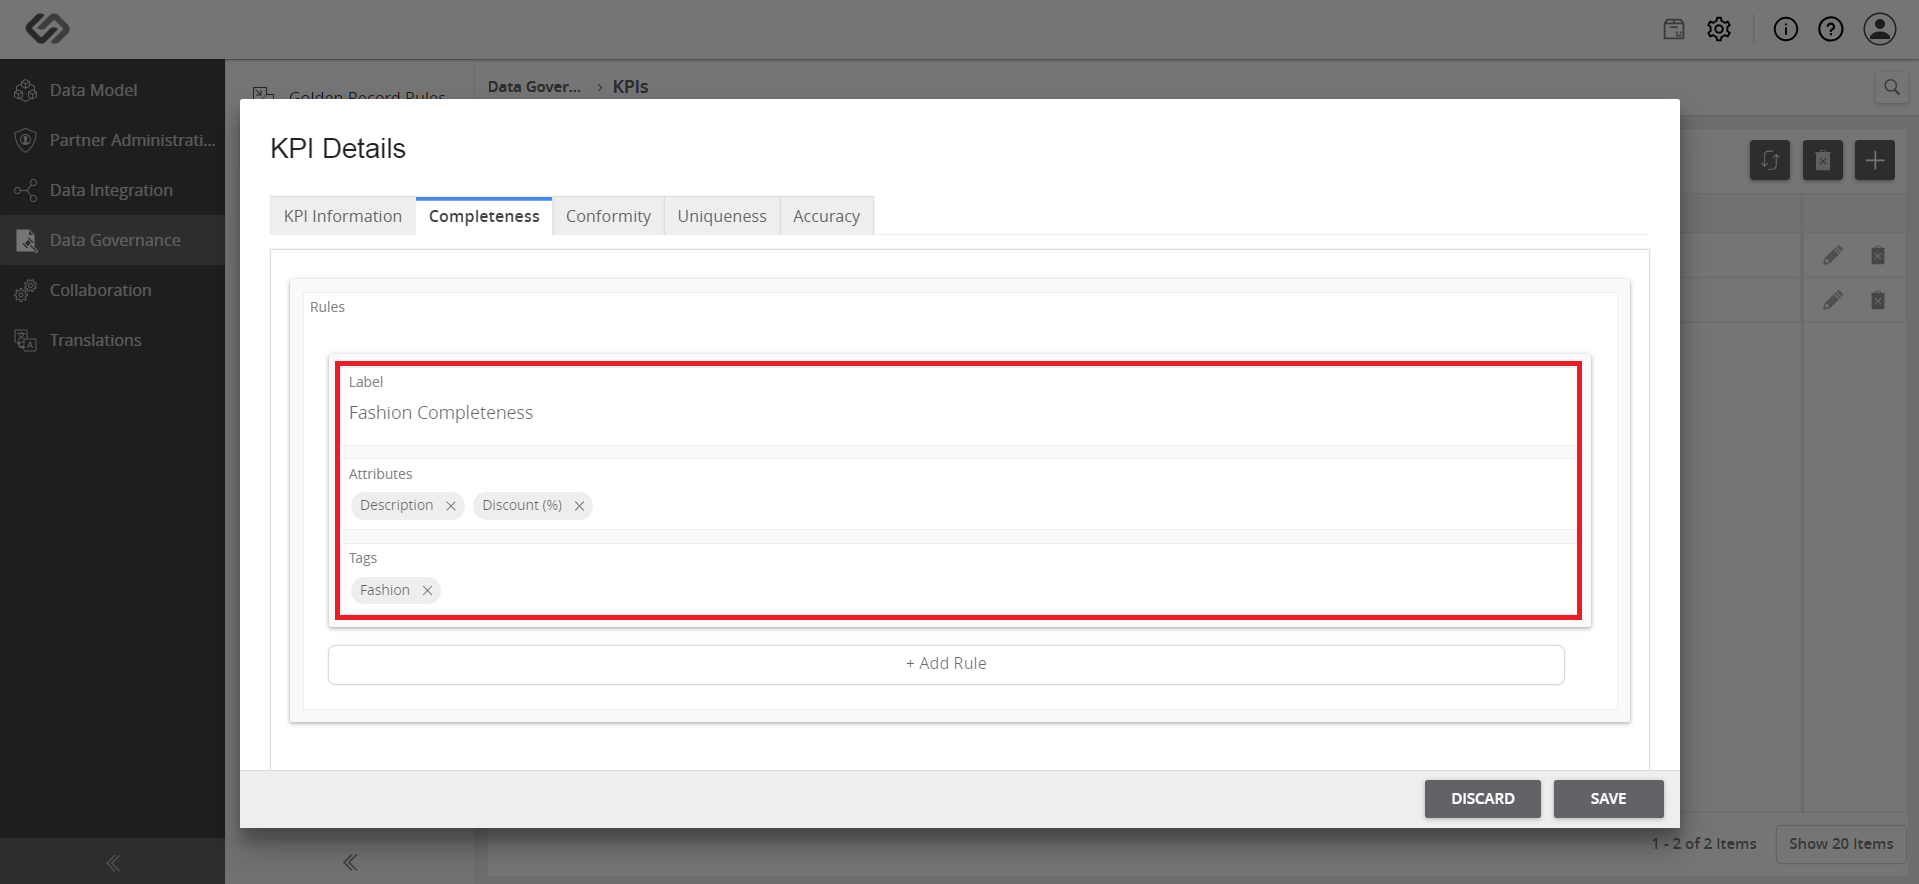 Data Model
Partner Administrati...
Data Integration
Data Governance
Collaboration
Translations
Golden Record Rules
Data Gover... › KPIs
KPI Details
KPI Information
Completeness
Conformity
Uniqueness
Accuracy
Rules
Label
Fashion Completeness
Attributes
Description
Discount (%)
Tags
Fashion
+ Add Rule
DISCARD
SAVE
1 - 2 of 2 Items
Show 20 Items